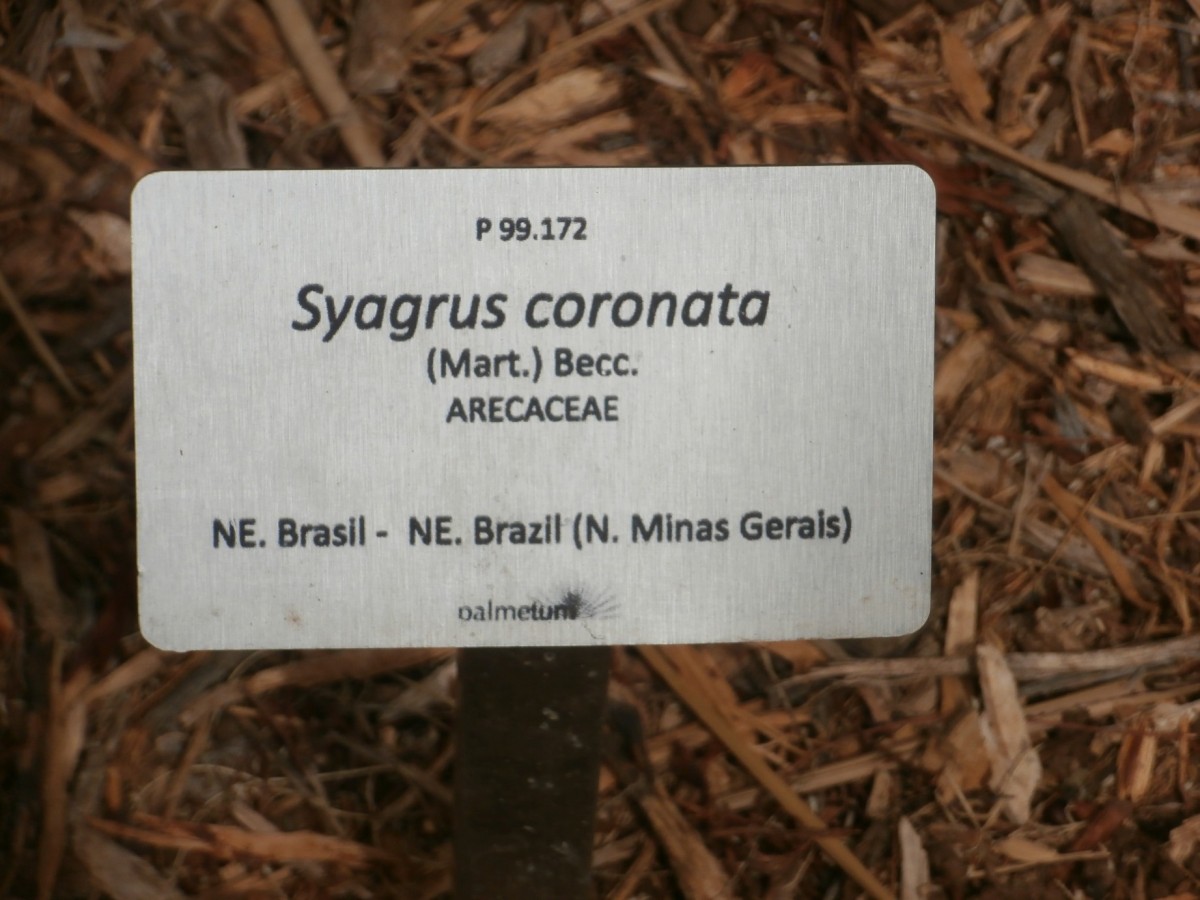 P 99.172
Syagrus coronata
(Mart.) Becc.
ARECACEAE
NE. Brasil - NE. Brazil (N. Minas Gerais)
palmetum